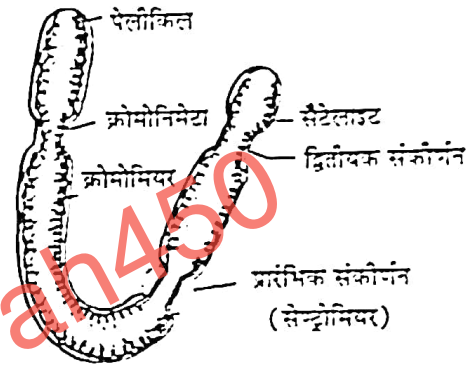 पेलीकिल
क्रोमोनिमेटा
सैटेलाइट
द्वितीयक संकीर्णन
क्रोमोमियर
प्रारंभिक संकीर्णन
(सेन्ट्रोमियर)
ah450